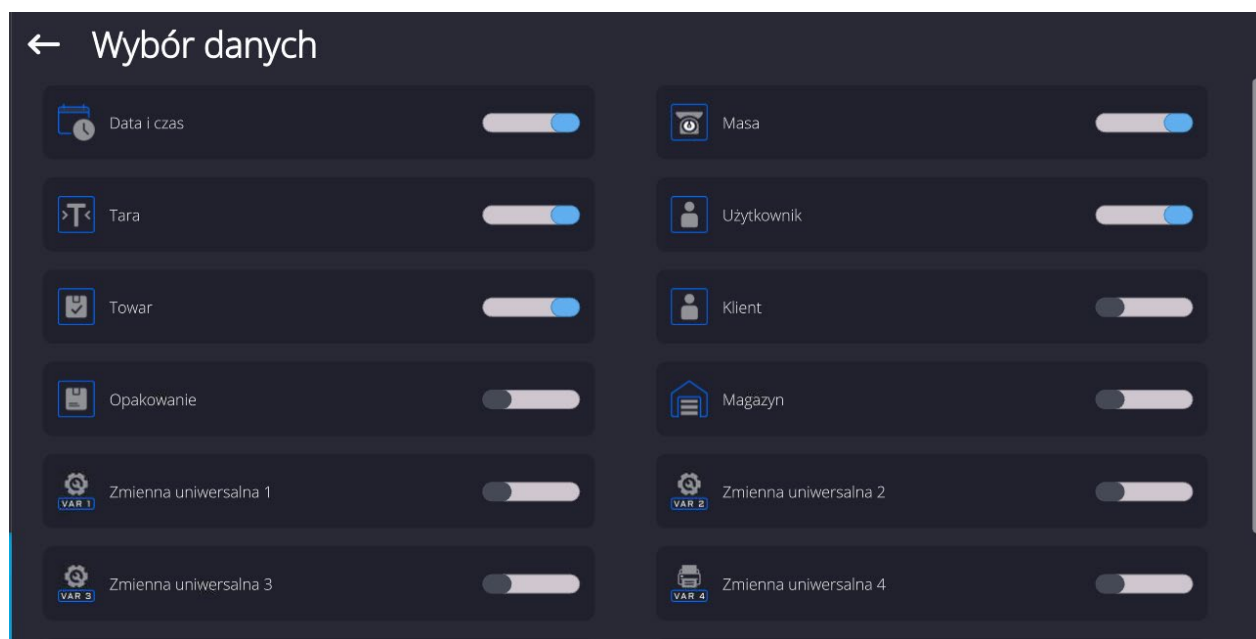 Wybór danych
Data i czas
Masa
T
Tara
Użytkownik
Towar
Klient
Opakowanie
Magazyn
VAR 1
Zmienna uniwersalna 1
VAR 2
Zmienna uniwersalna 2
VAR 3
Zmienna uniwersalna 3
VAR 4
Zmienna uniwersalna 4